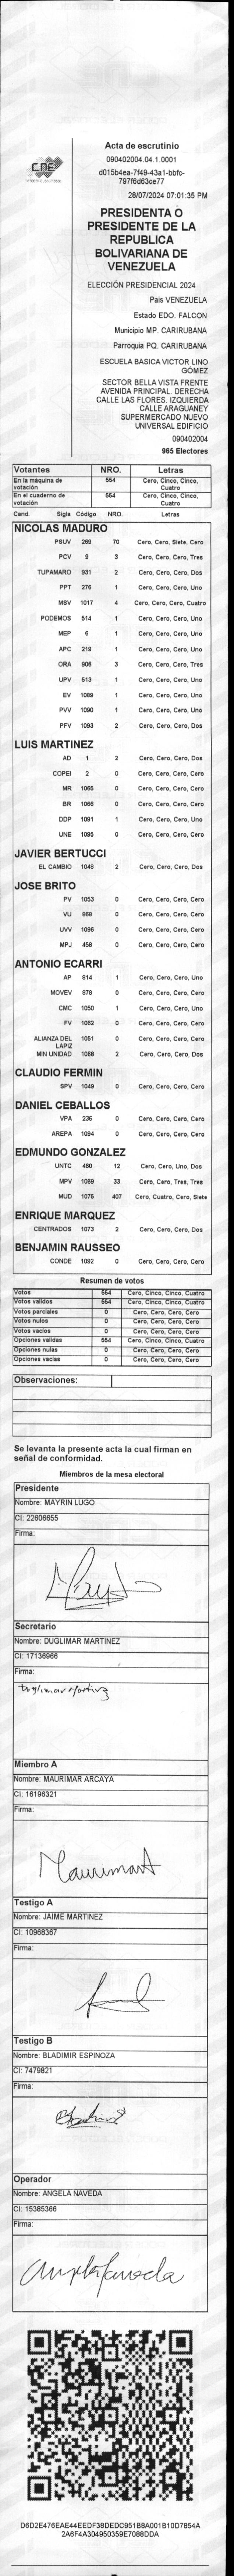 CNE
Acta de escrutinio
090402004.04.1.0001
d015b4ea-7f49-43a1-bbfc-
797f6d63ce77
28/07/2024 07:01:35 PM
PRESIDENTA O
PRESIDENTE DE LA
REPUBLICA
BOLIVARIANA DE
VENEZUELA
ELECCIÓN PRESIDENCIAL 2024
Pais VENEZUELA
Estado EDO. FALCON
Municipio MP. CARIRUBANA
Parroquia PQ. CARIRUBANA
ESCUELA BASICA VICTOR LINO
GÓMEZ
SECTOR BELLA VISTA FRENTE
AVENIDA PRINCIPAL. DERECHA
CALLE LAS FLORES. IZQUIERDA
CALLE ARAGUANEY
SUPERMERCADO NUEVO
UNIVERSAL EDIFICIO
090402004
985 Electores
Votantes NRO. Letras
En la máquina de votación 554 Cero, Cinco, Cinco, Cuatro
En el cuaderno de votación 554 Cero, Cinco, Cinco, Cuatro
Cand. Sigla Código NRO. Letras
NICOLAS MADURO
PSUV 269 70 Cero, Cero, Siete, Cero
PCV 9 3 Cero, Cero, Cero, Tres
TUPAMARO 931 2 Cero, Cero, Cero, Dos
PPT 276 1 Cero, Cero, Cero, Uno
MSV 1017 4 Cero, Cero, Cero, Cuatro
PODEMOS 514 1 Cero, Cero, Cero, Uno
MEP 6 1 Cero, Cero, Cero, Uno
APC 219 1 Cero, Cero, Cero, Uno
ORA 906 3 Cero, Cero, Cero, Tres
UPV 513 1 Cero, Cero, Cero, Uno
EV 1089 1 Cero, Cero, Cero, Uno
PVV 1090 1 Cero, Cero, Cero, Uno
PFV 1093 2 Cero, Cero, Cero, Dos
LUIS MARTINEZ
AD 1 2 Cero, Cero, Cero, Dos
COPEI 2 0 Cero, Cero, Cero, Cero
MR 1065 0 Cero, Cero, Cero, Cero
BR 1066 0 Cero, Cero, Cero, Cero
DDP 1091 1 Cero, Cero, Cero, Uno
UNE 1095 0 Cero, Cero, Cero, Cero
JAVIER BERTUCCI
EL CAMBIO 1048 2 Cero, Cero, Cero, Dos
JOSE BRITO
PV 1053 0 Cero, Cero, Cero, Cero
VU 868 0 Cero, Cero, Cero, Cero
UVV 1096 0 Cero, Cero, Cero, Cero
MPJ 458 0 Cero, Cero, Cero, Cero
ANTONIO ECARRI
AP 814 1 Cero, Cero, Cero, Uno
MOVEV 678 0 Cero, Cero, Cero, Cero
CMC 1050 1 Cero, Cero, Cero, Uno
FV 1062 0 Cero, Cero, Cero, Cero
ALIANZA DEL LAPIZ 1051 0 Cero, Cero, Cero, Cero
MIN UNIDAD 1068 2 Cero, Cero, Cero, Dos
CLAUDIO FERMIN
SPV 1049 0 Cero, Cero, Cero, Cero
DANIEL CEBALLOS
VPA 235 0 Cero, Cero, Cero, Cero
AREPA 1094 0 Cero, Cero, Cero, Cero
EDMUNDO GONZALEZ
UNTC 460 12 Cero, Cero, Uno, Dos
MPV 1069 33 Cero, Cero, Tres, Tres
MUD 1075 407 Cero, Cuatro, Cero, Siete
ENRIQUE MARQUEZ
CENTRADOS 1073 2 Cero, Cero, Cero, Dos
BENJAMIN RAUSSEO
CONDE 1092 0 Cero, Cero, Cero, Cero
Resumen de votos
Votos 554 Cero, Cinco, Cinco, Cuatro
Votos validos 554 Cero, Cinco, Cinco, Cuatro
Votos parciales 0 Cero, Cero, Cero, Cero
Votos nulos 0 Cero, Cero, Cero, Cero
Votos vacios 0 Cero, Cero, Cero, Cero
Opciones validas 554 Cero, Cinco, Cinco, Cuatro
Opciones nulas 0 Cero, Cero, Cero, Cero
Opciones vacias 0 Cero, Cero, Cero, Cero
Observaciones:
Se levanta la presente acta la cual firman en
señal de conformidad.
Miembros de la mesa electoral
Presidente
Nombre: MAYRIN LUGO
CI: 22606655
Firma:
Secretario
Nombre: DUGLIMAR MARTINEZ
CI: 17136966
Firma:
Duglimar Martinez
Miembro A
Nombre: MAURIMAR ARCAYA
CI: 16196321
Firma:
Maurimar A
Testigo A
Nombre: JAIME MARTINEZ
CI: 10968367
Firma:
Testigo B
Nombre: BLADIMIR ESPINOZA
CI: 7479821
Firma:
Operador
Nombre: ANGELA NAVEDA
CI: 15385366
Firma:
Angela Naveda
D6D2E476EAE44EEDF38DEDC951B8A001B10D7854A
2A6F4A304950359E7088DDA